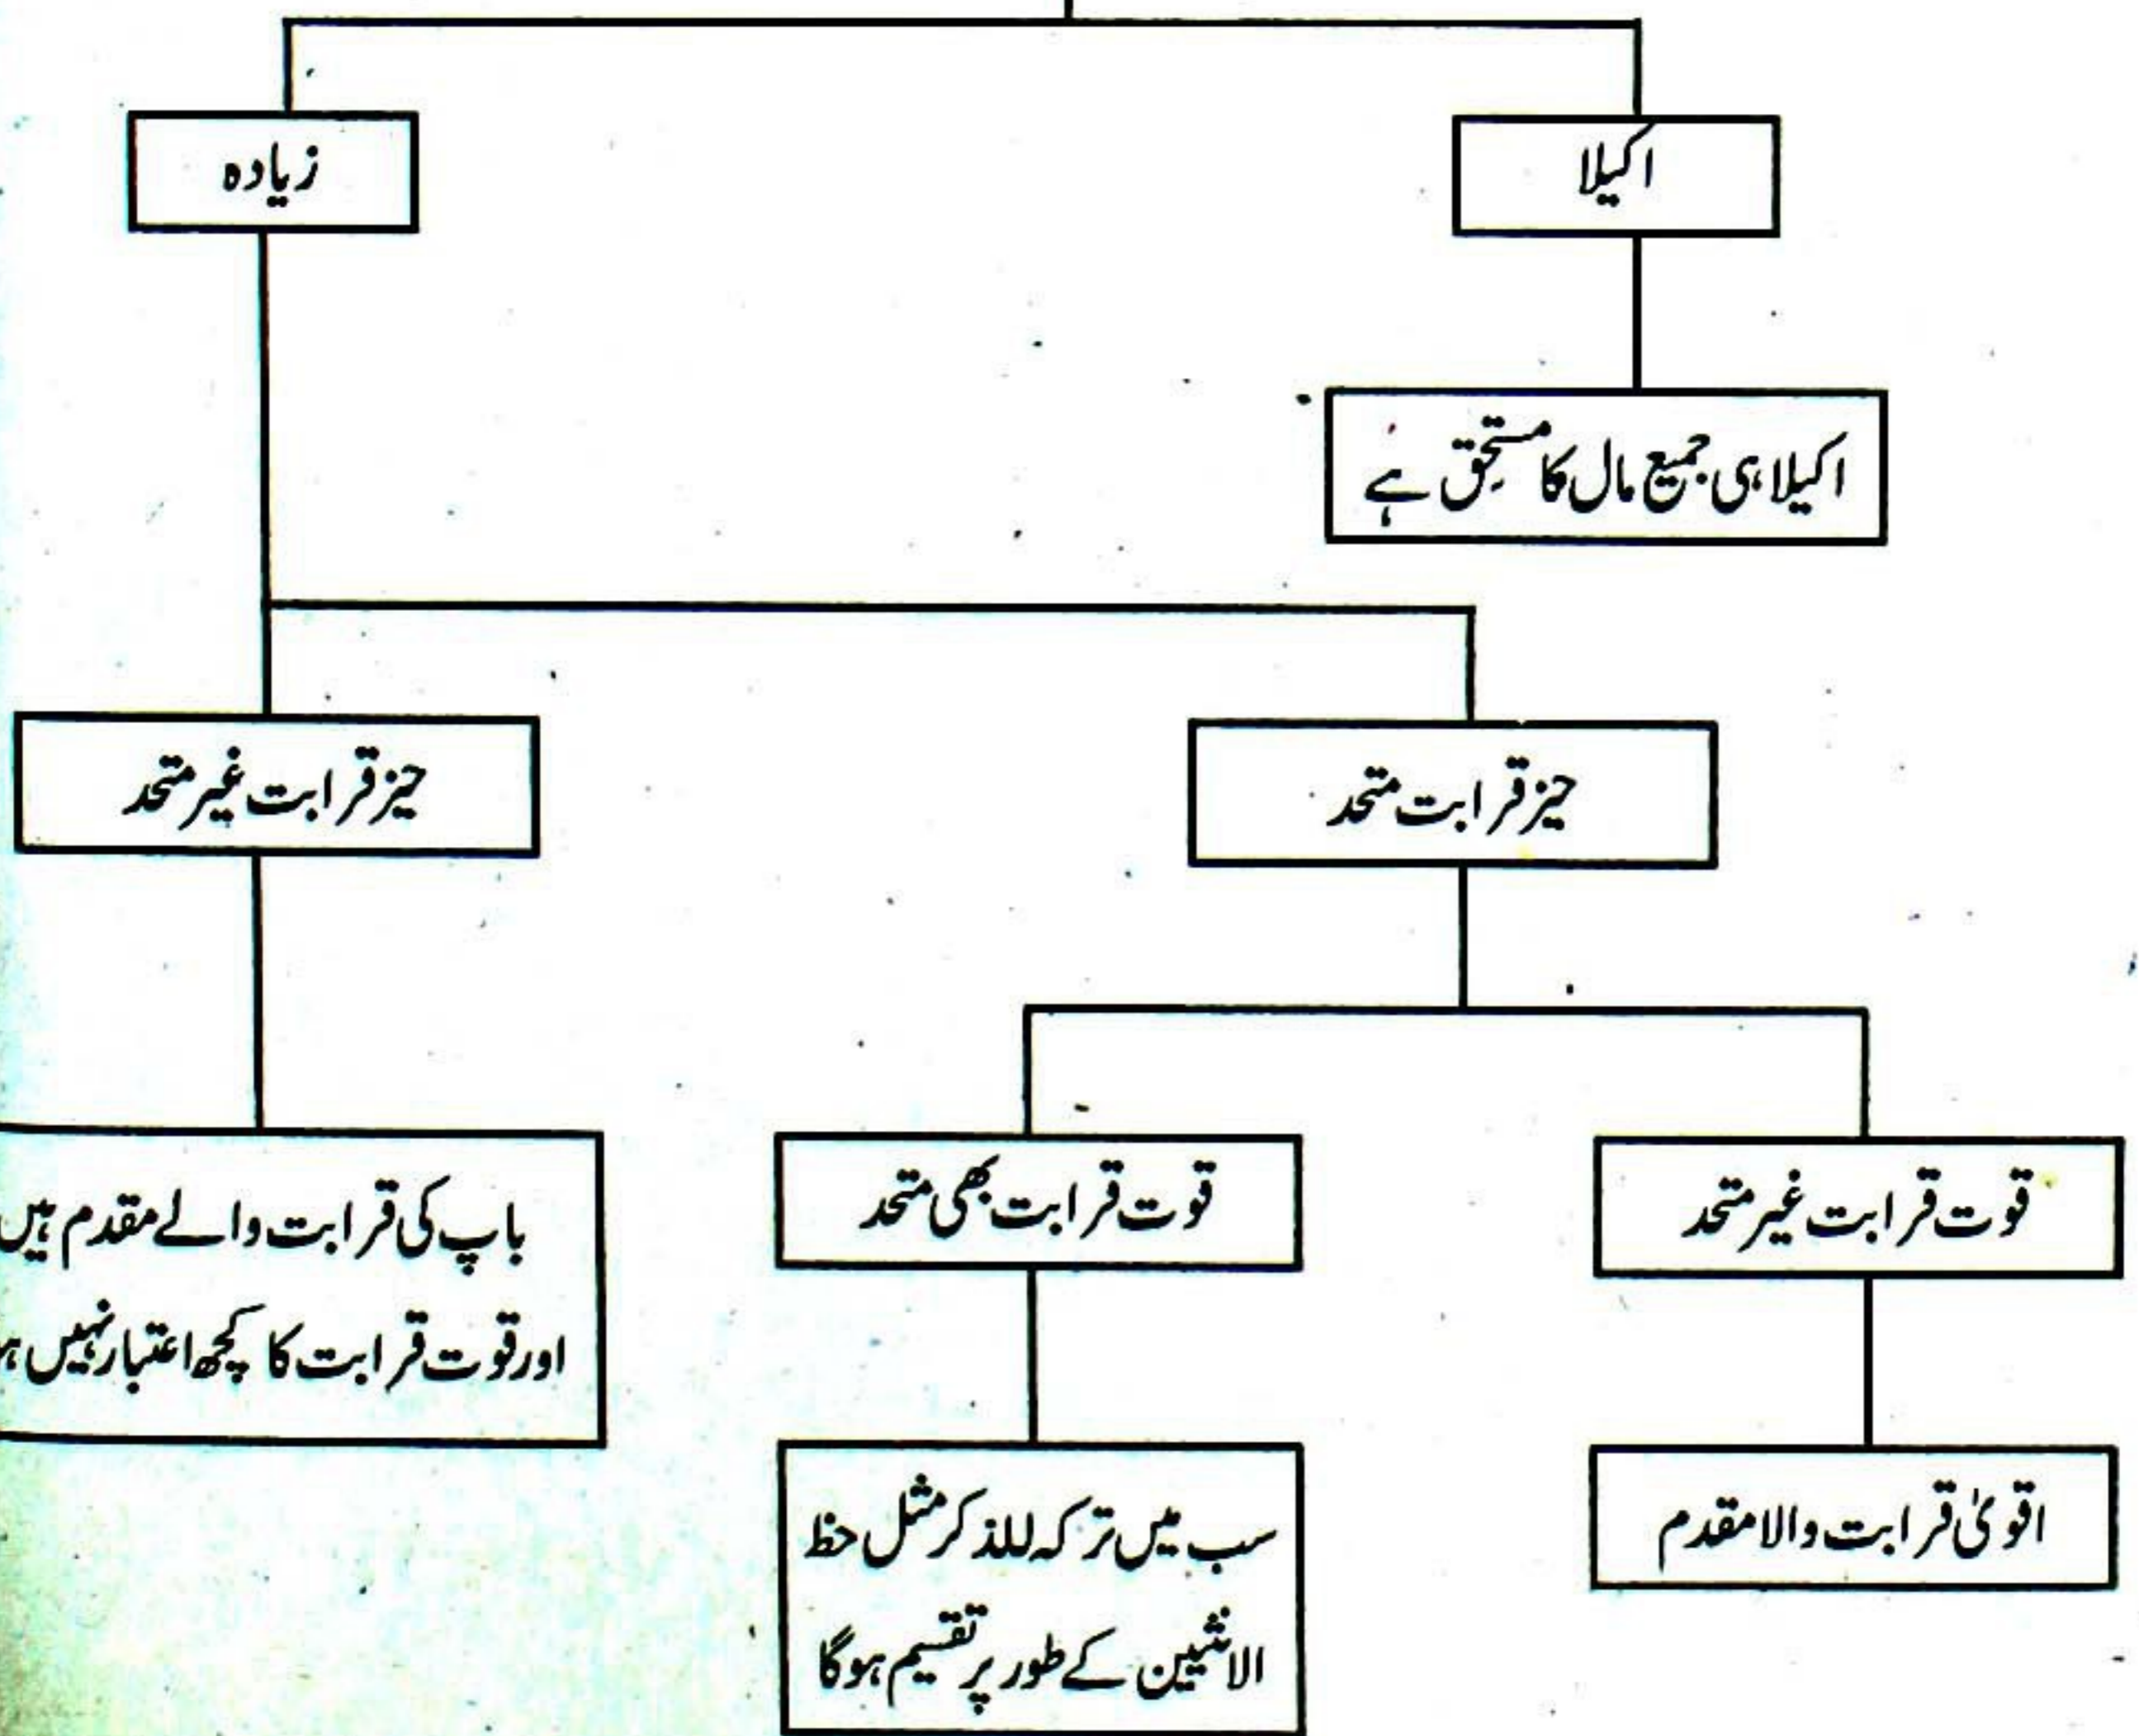 اکیلا
زیادہ
اکیلا ہی جمیع مال کا مستحق ہے
حیز قرابت متحد
حیز قرابت غیر متحد
قوت قرابت غیر متحد
قوت قرابت بھی متحد
باپ کی قرابت والے مقدم ہیں
اور قوت قرابت کا کچھ اعتبار نہیں
اقویٰ قرابت والا مقدم
سب میں ترکہ للذکر مثل حظ
الانثیین کے طور پر تقسیم ہوگا